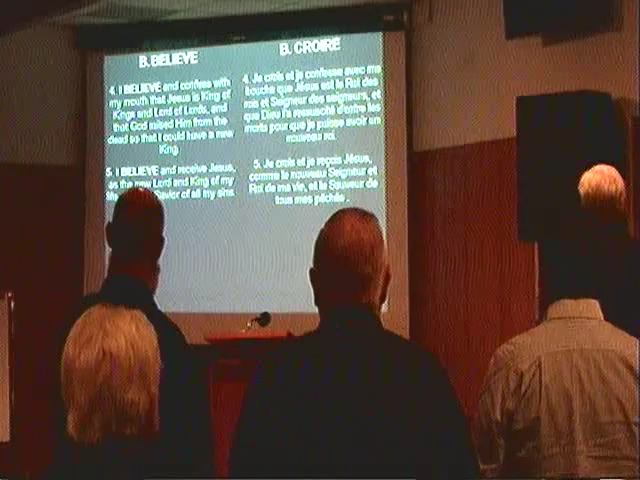 B. BELIEVE
4. I BELIEVE and confess with
my mouth that Jesus is King of
Kings and Lord of Lords, and
that God raised Him from the
dead so that I could have a new
King.
5. I BELIEVE and receive Jesus,
as the new Lord and King of my
Savior of all my sins
B. CROIRE
4. Je crois et je confesse avec ma
bouche que Jésus est le Roi des
rois et Seigneur des seigneurs, et
que Dieu l'a ressuscité d'entre les
morts pour que je puisse avoir un
nouveau roi.
5. Je crois et je reçois Jésus,
comme le nouveau Seigneur et
Roi de ma vie, et le Sauveur de
tous mes péchés.